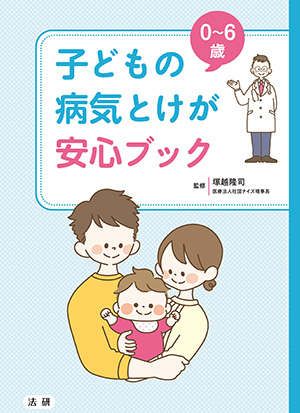 0〜6
歳
子どもの
病気とけが
安心ブック
監修 塚越隆司
医療法人社団ナイズ理事長
法研